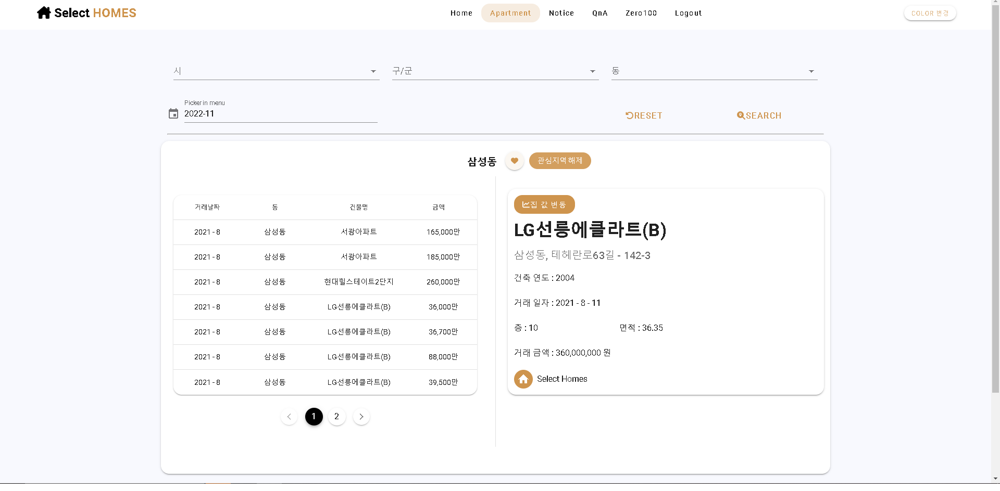 Select HOMES
Home Apartment Notice QnA Zero100 Logout
COLOR 변경
시 구/군 동
Picker in menu
2022-11
RESET SEARCH
삼성동 관심지역해제
거래날짜 동 건물명 금액
2021 - 8 삼성동 서광아파트 165,000만
2021 - 8 삼성동 서광아파트 185,000만
2021 - 8 삼성동 현대힐스테이트2단지 260,000만
2021 - 8 삼성동 LG선릉에클라트(B) 36,000만
2021 - 8 삼성동 LG선릉에클라트(B) 36,700만
2021 - 8 삼성동 LG선릉에클라트(B) 88,000만
2021 - 8 삼성동 LG선릉에클라트(B) 39,500만
1 2
집 값 변동
LG선릉에클라트(B)
삼성동, 테헤란로63길 - 142-3
건축 연도 : 2004
거래 일자 : 2021 - 8 - 11
층 : 10 면적 : 36.35
거래 금액 : 360,000,000 원
Select Homes